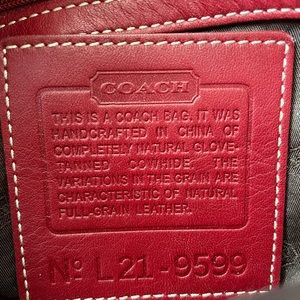 COACH
THIS IS A COACH BAG. IT WAS
HANDCRAFTED IN CHINA OF
COMPLETELY NATURAL GLOVE-
TANNED COWHIDE. THE
VARIATIONS IN THE GRAIN ARE
CHARACTERISTIC OF NATURAL
FULL-GRAIN LEATHER.
Nº L21-9599